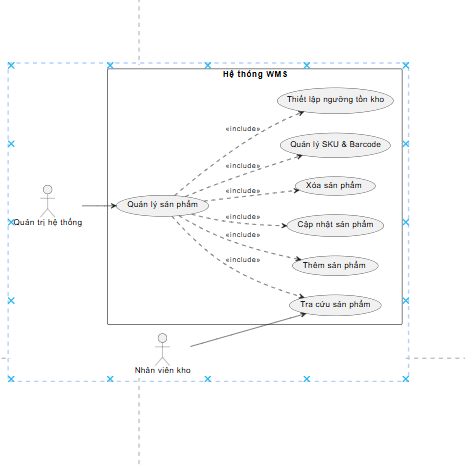 Hệ thống WMS
Thiết lập ngưỡng tồn kho
«include»
Quản lý SKU & Barcode
«include»
Xóa sản phẩm
«include»
Quản lý sản phẩm
Quản trị hệ thống
«include»
Cập nhật sản phẩm
«include»
Thêm sản phẩm
«include»
Tra cứu sản phẩm
Nhân viên kho